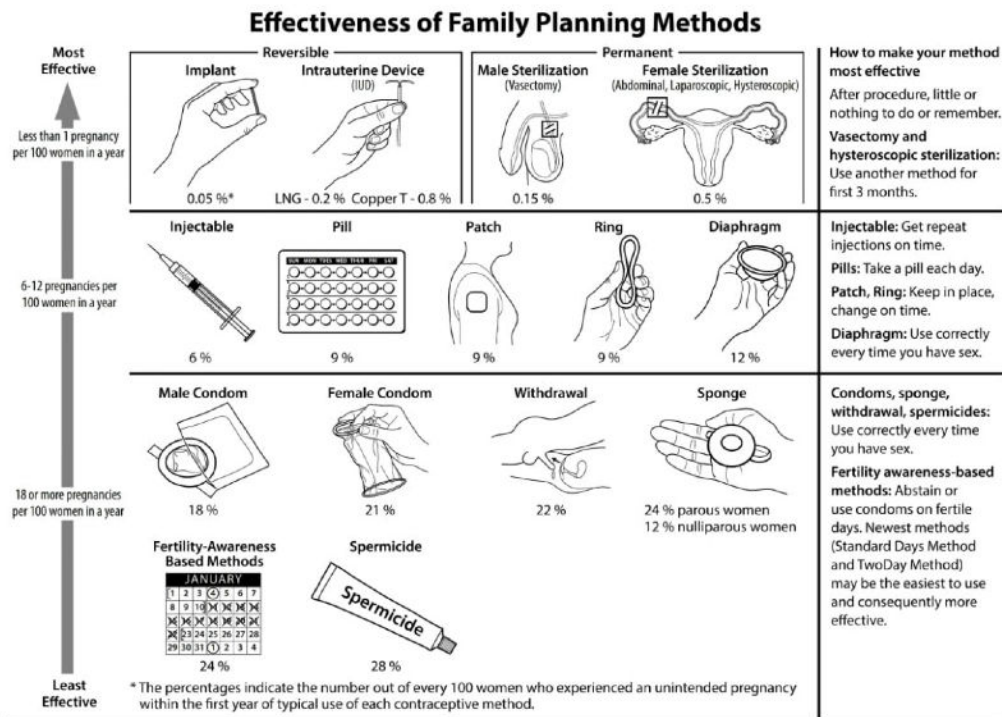 Effectiveness of Family Planning Methods
Most
Effective
Less than 1 pregnancy
per 100 women in a year
6-12 pregnancies per
100 women in a year
18 or more pregnancies
per 100 women in a year
Least
Effective
Reversible
Permanent
Implant
0.05 %*
Intrauterine Device
(IUD)
LNG - 0.2 % Copper T - 0.8 %
Male Sterilization
(Vasectomy)
0.15 %
Female Sterilization
(Abdominal, Laparoscopic, Hysteroscopic)
0.5 %
How to make your method
most effective
After procedure, little or
nothing to do or remember.
Vasectomy and
hysteroscopic sterilization:
Use another method for
first 3 months.
Injectable
6 %
Pill
SUN MON TUES WED THUR FRI SAT
9 %
Patch
9 %
Ring
9 %
Diaphragm
12 %
Injectable: Get repeat
injections on time.
Pills: Take a pill each day.
Patch, Ring: Keep in place,
change on time.
Diaphragm: Use correctly
every time you have sex.
Male Condom
18 %
Female Condom
21 %
Withdrawal
22 %
Sponge
24 % parous women
12 % nulliparous women
Condoms, sponge,
withdrawal, spermicides:
Use correctly every time
you have sex.
Fertility awareness-based
methods: Abstain or
use condoms on fertile
days. Newest methods
(Standard Days Method
and TwoDay Method)
may be the easiest to use
and consequently more
effective.
Fertility-Awareness
Based Methods
JANUARY
1 2 3 4 5 6 7
8 9 10
23 24 25 26 27 28
29 30 31 1 2 3 4
24 %
Spermicide
Spermicide
28 %
* The percentages indicate the number out of every 100 women who experienced an unintended pregnancy
within the first year of typical use of each contraceptive method.